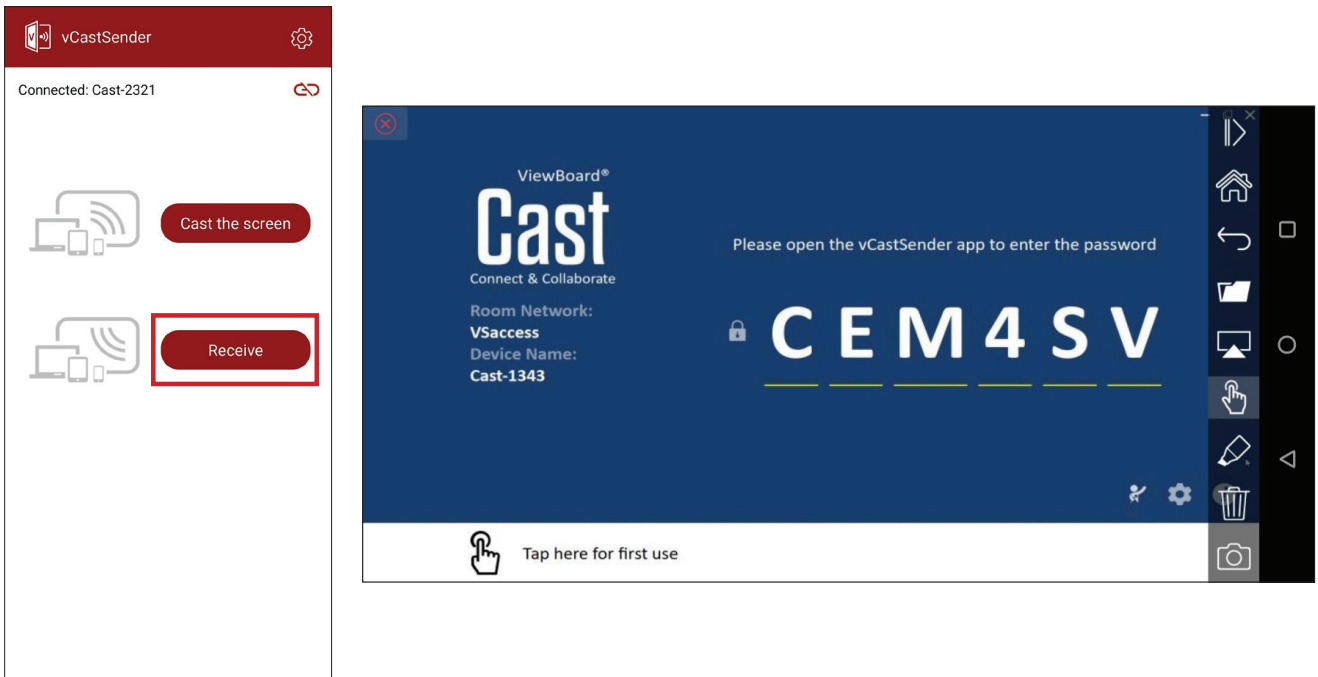 vCastSender
Connected: Cast-2321
Cast the screen
Receive
ViewBoard®
Cast
Connect & Collaborate
Room Network:
VSaccess
Device Name:
Cast-1343
Please open the vCastSender app to enter the password
CEM4SV
Tap here for first use